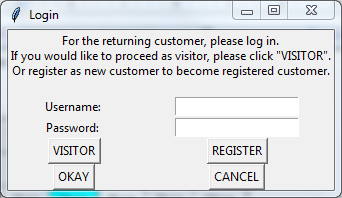 Login
For the returning customer, please log in.
If you would like to proceed as visitor, please click "VISITOR".
Or register as new customer to become registered customer.
Username:
Password:
VISITOR REGISTER
OKAY CANCEL